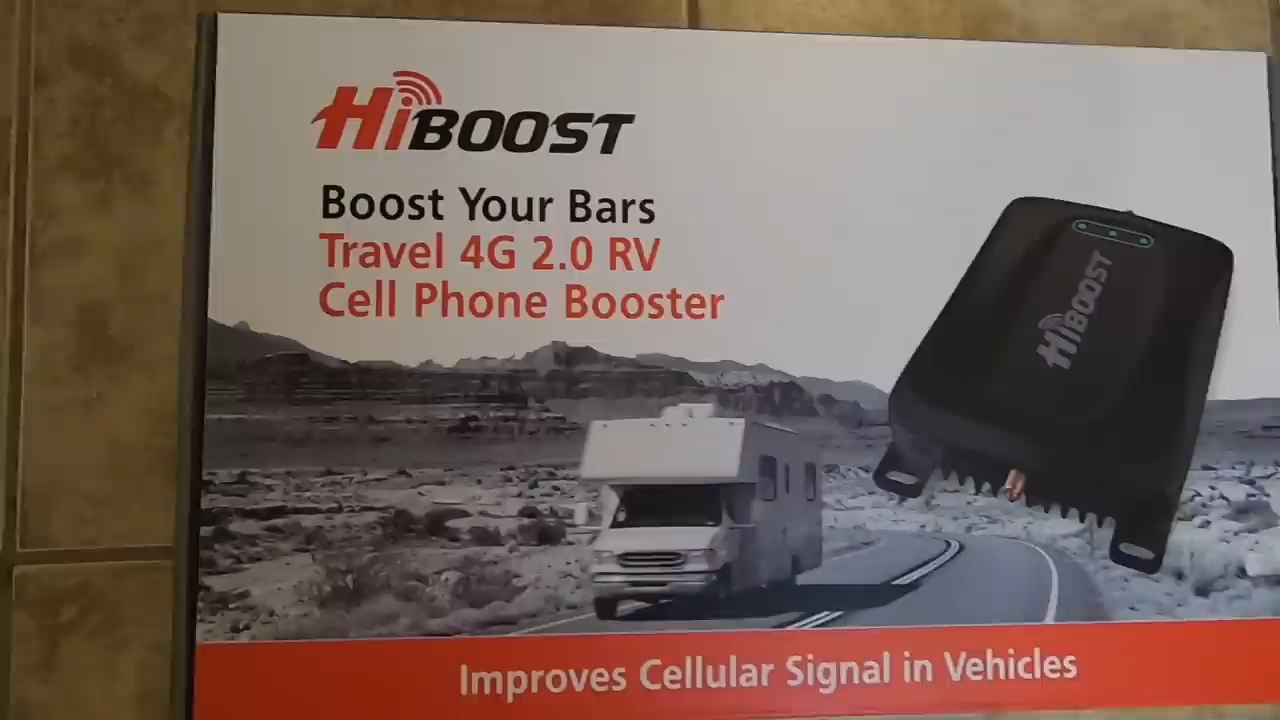 HiBOOST
Boost Your Bars
Travel 4G 2.0 RV
Cell Phone Booster
HiBOOST
Improves Cellular Signal in Vehicles